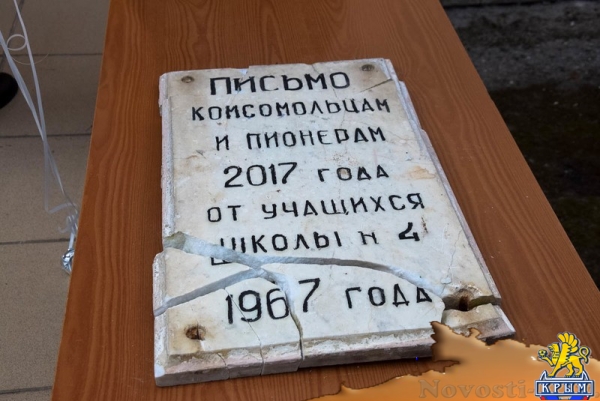 ПИСЬМО
КОМСОМОЛЬЦАМ
И ПИОНЕРАМ
2017 ГОДА
ОТ УЧАЩИХСЯ
ШКОЛЫ N 4
1967 ГОДА
Novosti-
КРЫМ